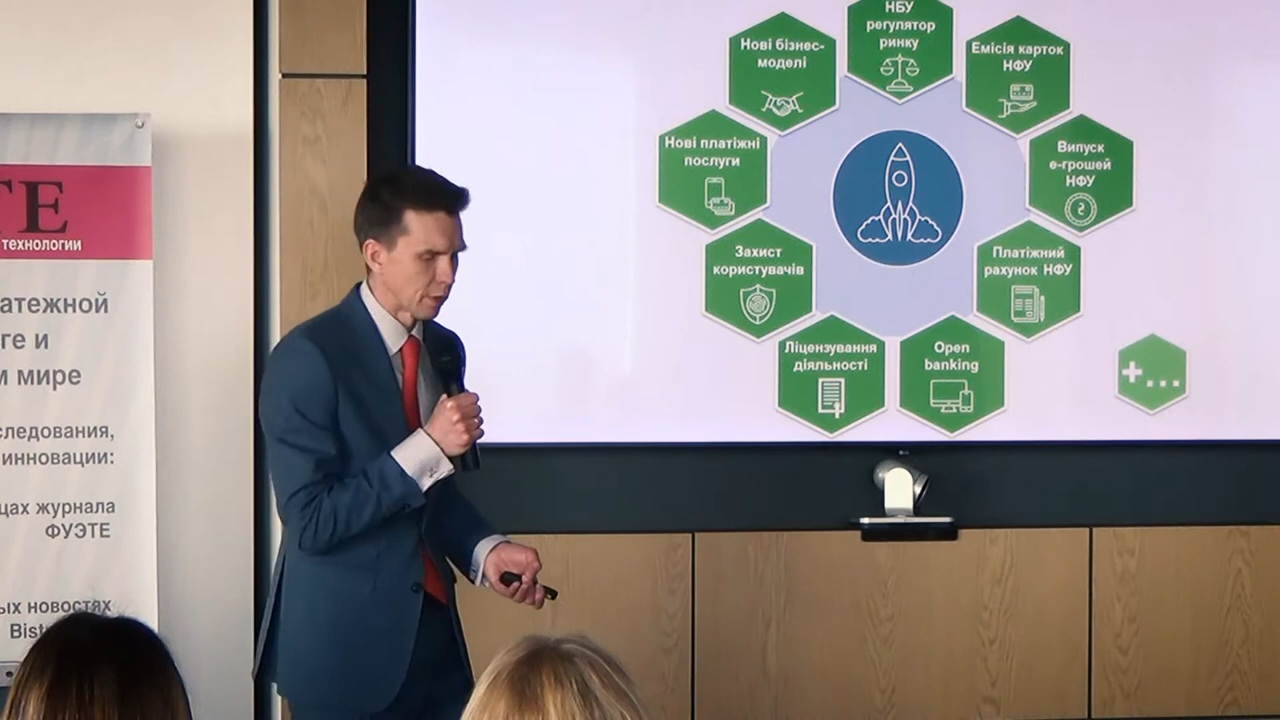 ТЕ
технологии
атежной
ге и
м мире
следования,
инновации:
цах журнала
ФУЭТЕ
ых новостях
Bist
НБУ
регулятор
ринку
Нові бізнес-
моделі
Емісія карток
НФУ
Нові платіжні
послуги
Випуск
е-грошей
НФУ
Захист
користувачів
Платіжний
рахунок НФУ
Ліцензування
діяльності
Open
banking
+...